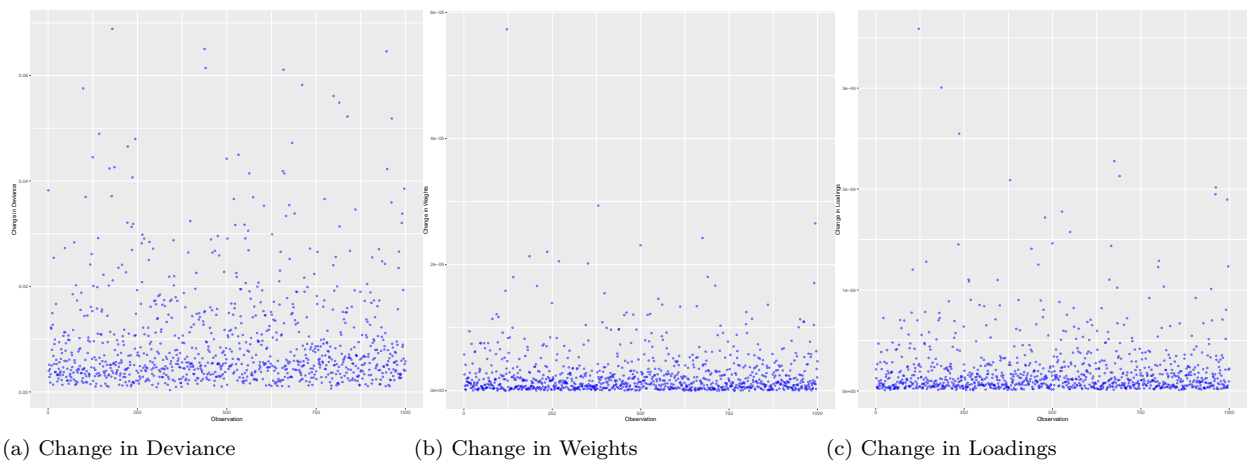 0.06
0.04
0.02
0.00
Change in Deviance
0
250
500
750
1000
Observation
6e-05
4e-05
2e-05
0e+00
Change in Weights
0
250
500
750
1000
Observation
3e-04
2e-04
1e-04
0e+00
Change in Loadings
0
250
500
750
1000
Observation
(a) Change in Deviance
(b) Change in Weights
(c) Change in Loadings